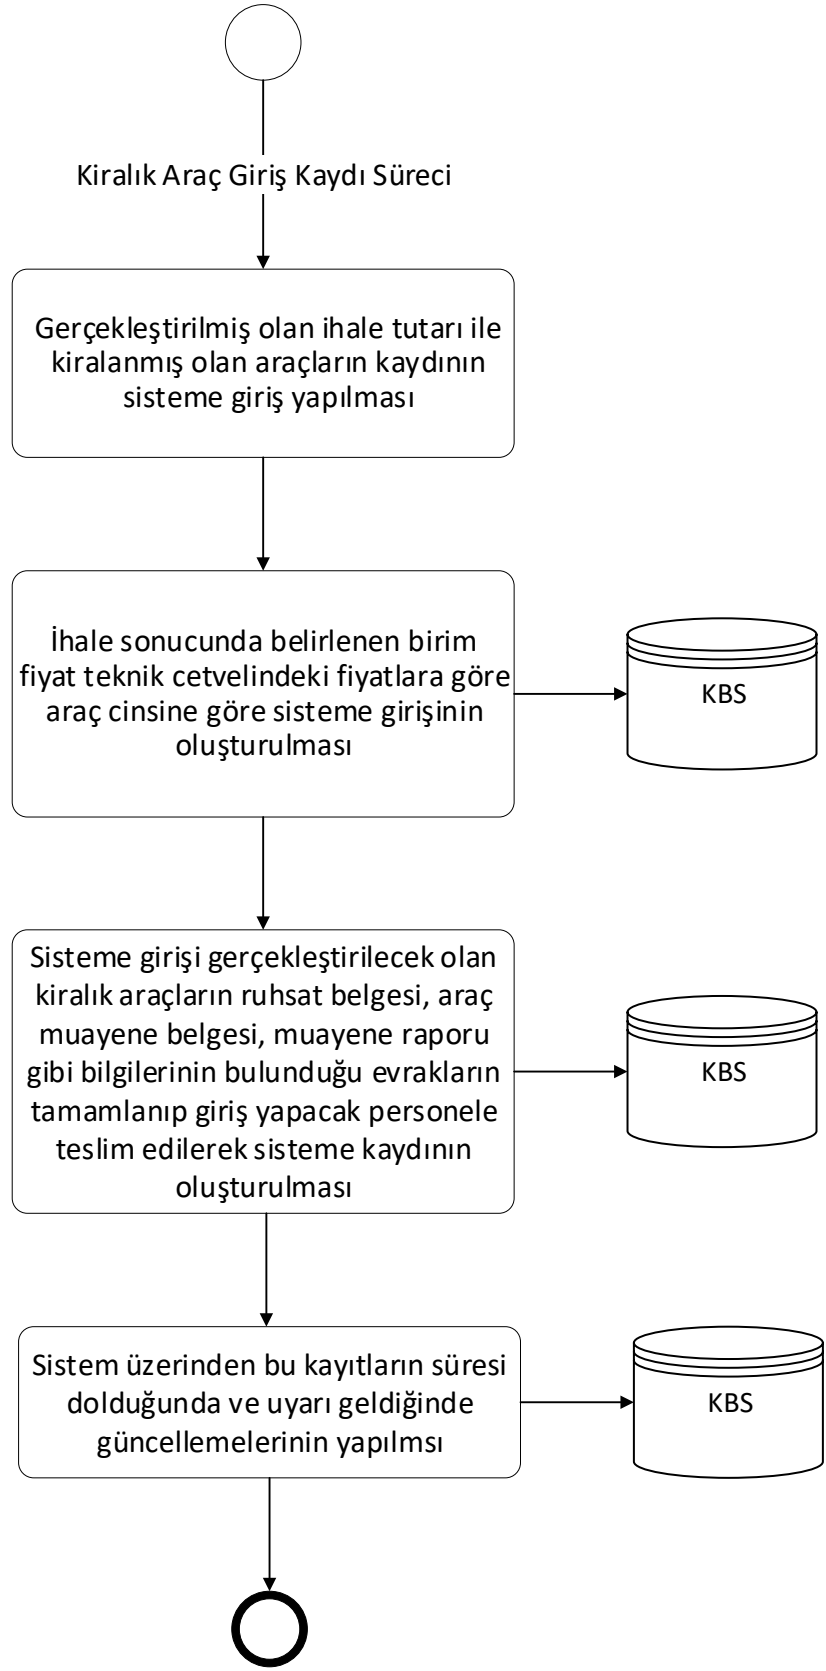 Kiralık Araç Giriş Kaydı Süreci
Gerçekleştirilmiş olan ihale tutarı ile
kiralanmış olan araçların kaydının
sisteme giriş yapılması
İhale sonucunda belirlenen birim
fiyat teknik cetvelindeki fiyatlara göre
araç cinsine göre sisteme girişinin
oluşturulması
KBS
Sisteme girişi gerçekleştirilecek olan
kiralık araçların ruhsat belgesi, araç
muayene belgesi, muayene raporu
gibi bilgilerinin bulunduğu evrakların
tamamlanıp giriş yapacak personele
teslim edilerek sisteme kaydının
oluşturulması
KBS
Sistem üzerinden bu kayıtların süresi
dolduğunda ve uyarı geldiğinde
güncellemelerinin yapılmsı
KBS